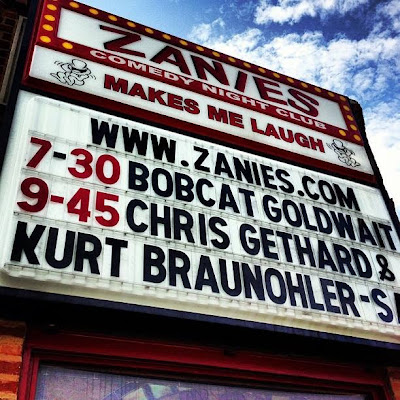 ZANIES
COMEDY NIGHT CLUB
MAKES ME LAUGH
WWW.ZANIES.COM
7-30 BOBCAT GOLDWAIT
9-45 CHRIS GETHARD &
KURT BRAUNOHLER-S